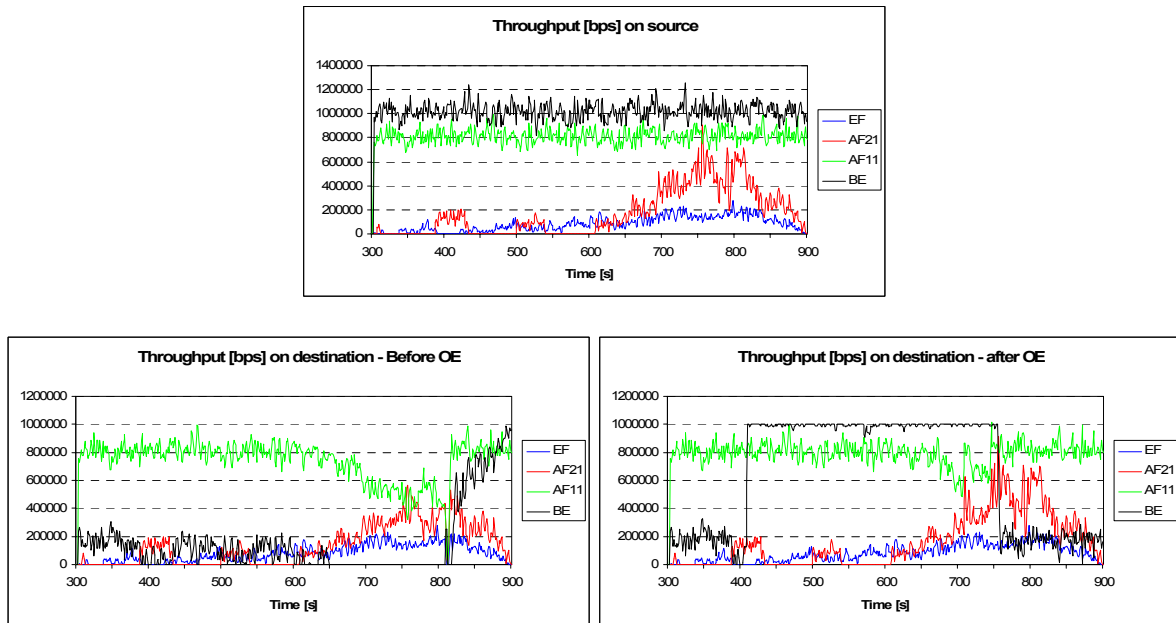 Throughput [bps] on source
1400000
1200000
1000000
800000
600000
400000
200000
0
300 400 500 600 700 800 900
Time [s]
EF
AF21
AF11
BE
Throughput [bps] on destination - Before OE
1200000
1000000
800000
600000
400000
200000
0
300 400 500 600 700 800 900
Time [s]
EF
AF21
AF11
BE
Throughput [bps] on destination - after OE
1200000
1000000
800000
600000
400000
200000
0
300 400 500 600 700 800 900
Time [s]
EF
AF21
AF11
BE